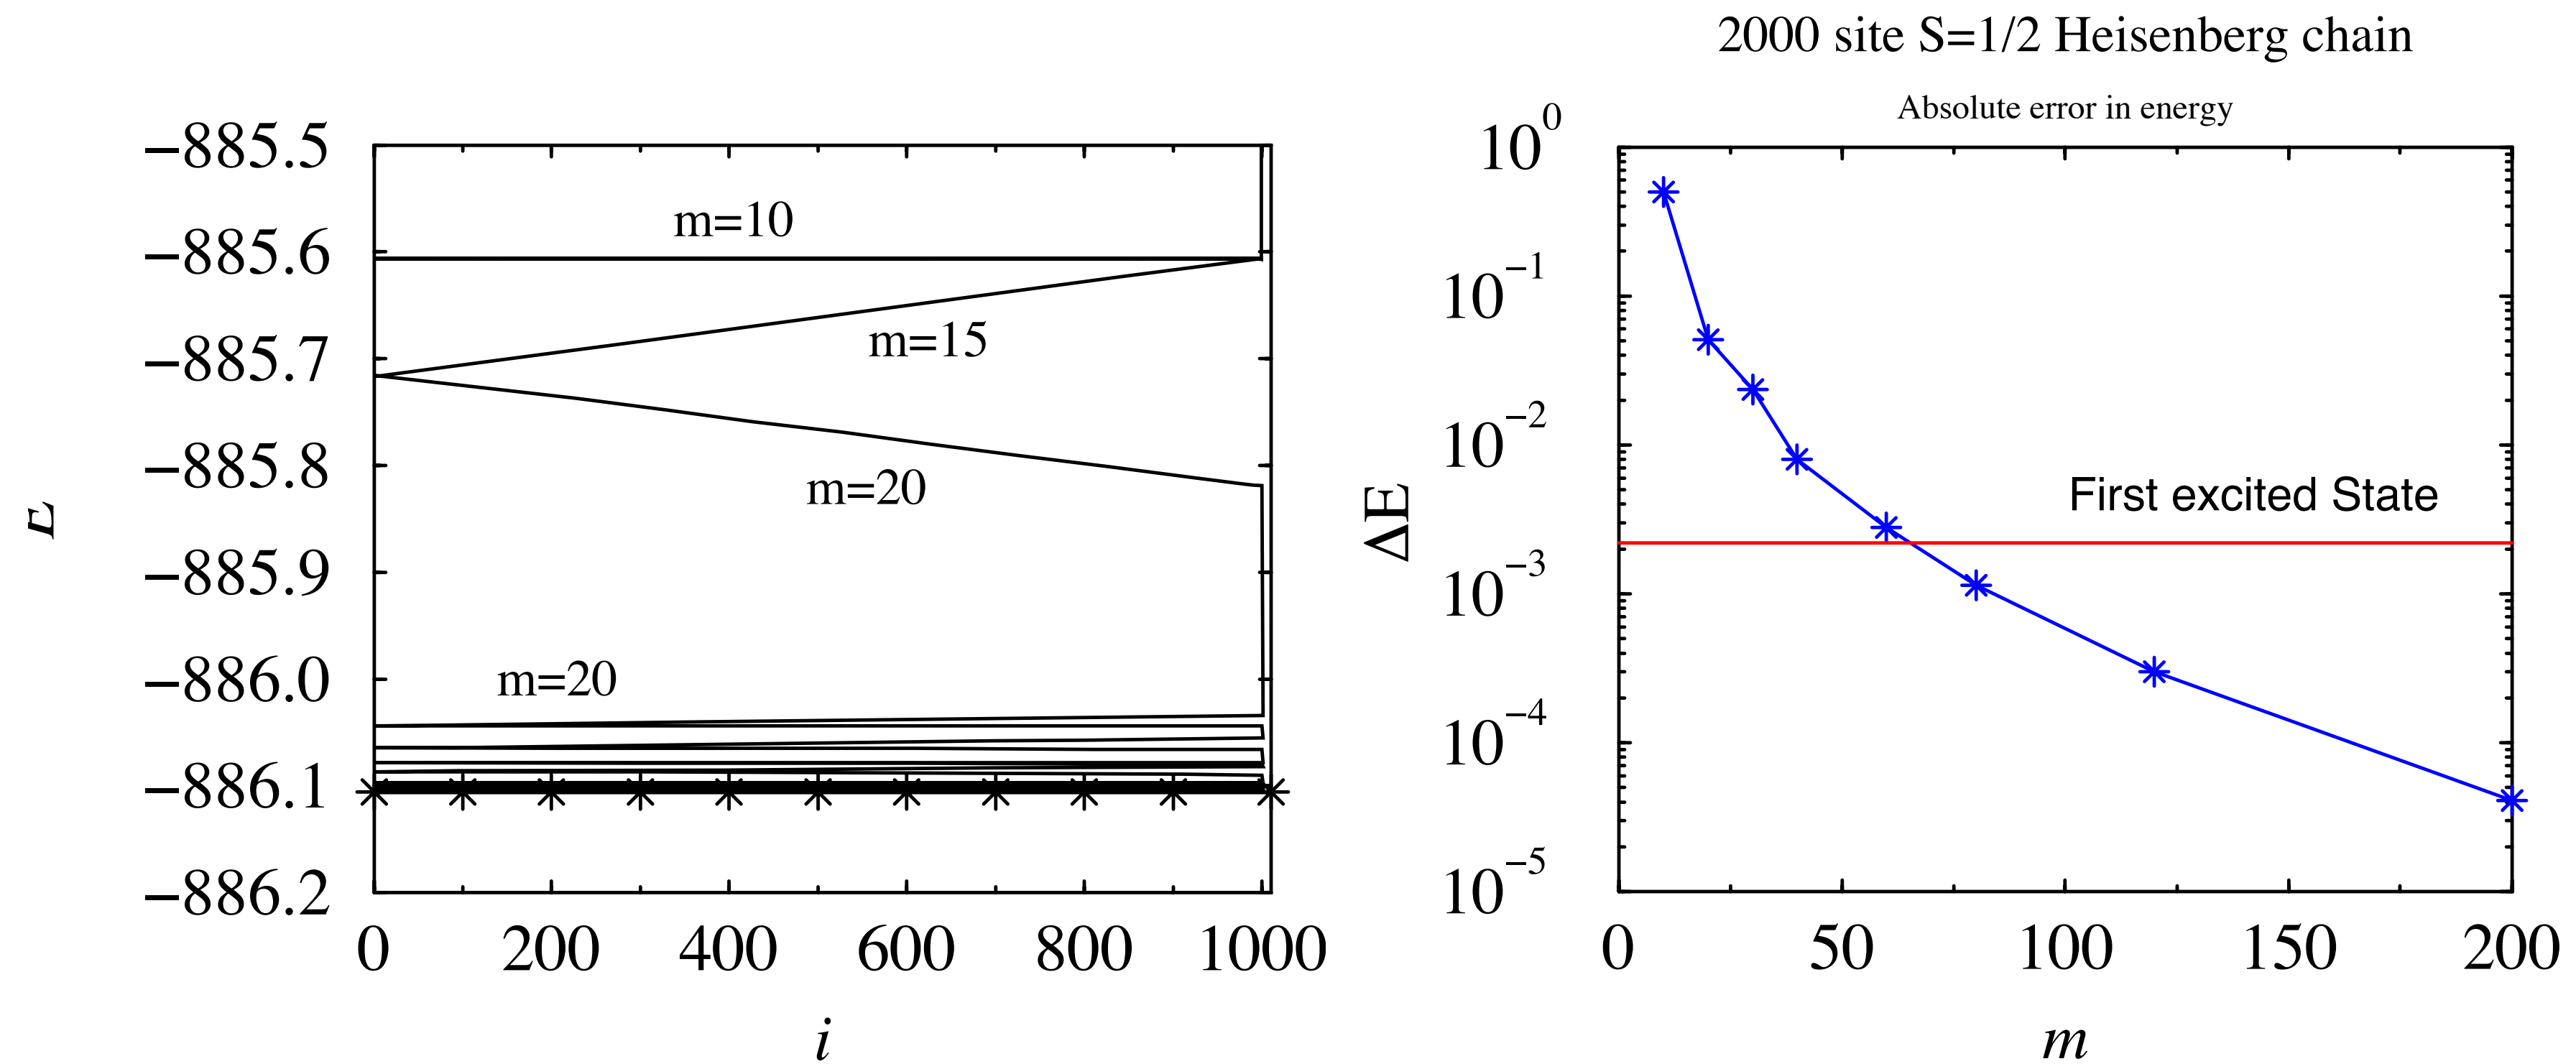 2000 site S=1/2 Heisenberg chain
Absolute error in energy
−885.5
−885.6
−885.7
−885.8
−885.9
−886.0
−886.1
−886.2
E
m=10
m=15
m=20
m=20
0 200 400 600 800 1000
i
10^0
10^−1
10^−2
10^−3
10^−4
10^−5
ΔE
First excited State
0 50 100 150 200
m